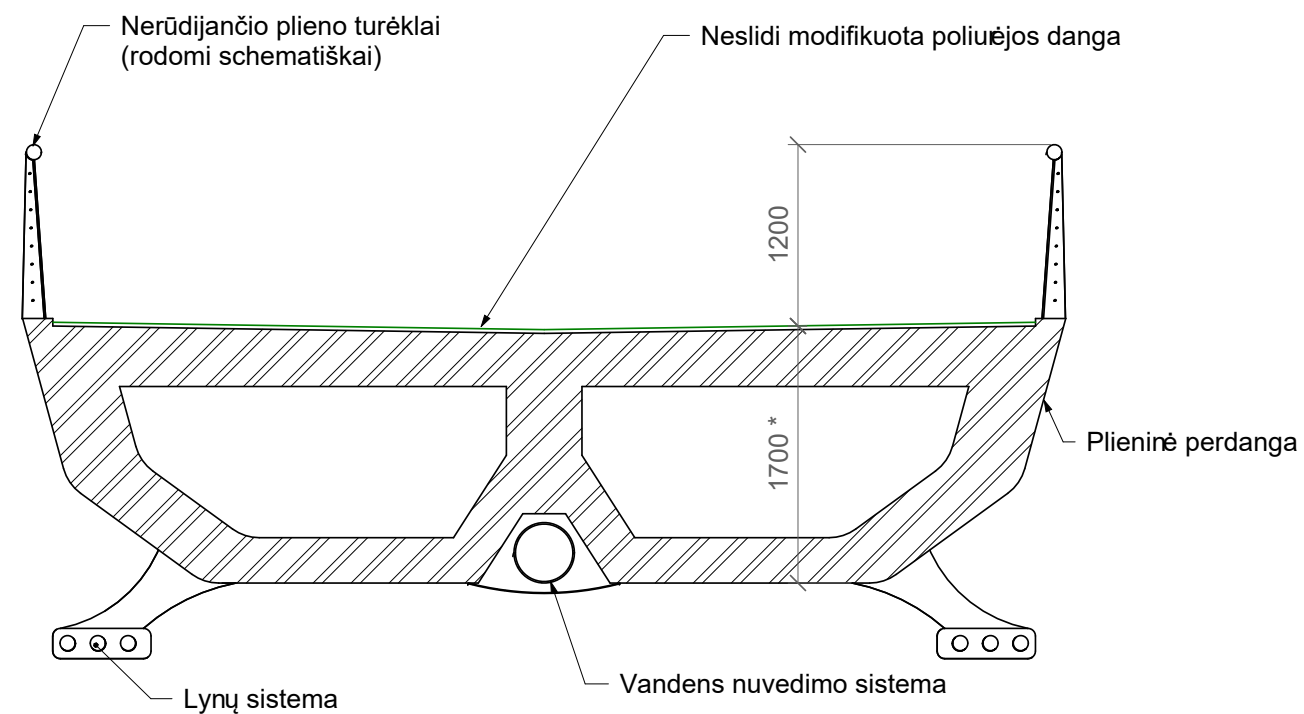 Nerūdijančio plieno turėklai
(rodomi schematiškai)
Neslidi modifikuota poliurėjos danga
1200
1700 *
Plieninė perdanga
Vandens nuvedimo sistema
Lynų sistema